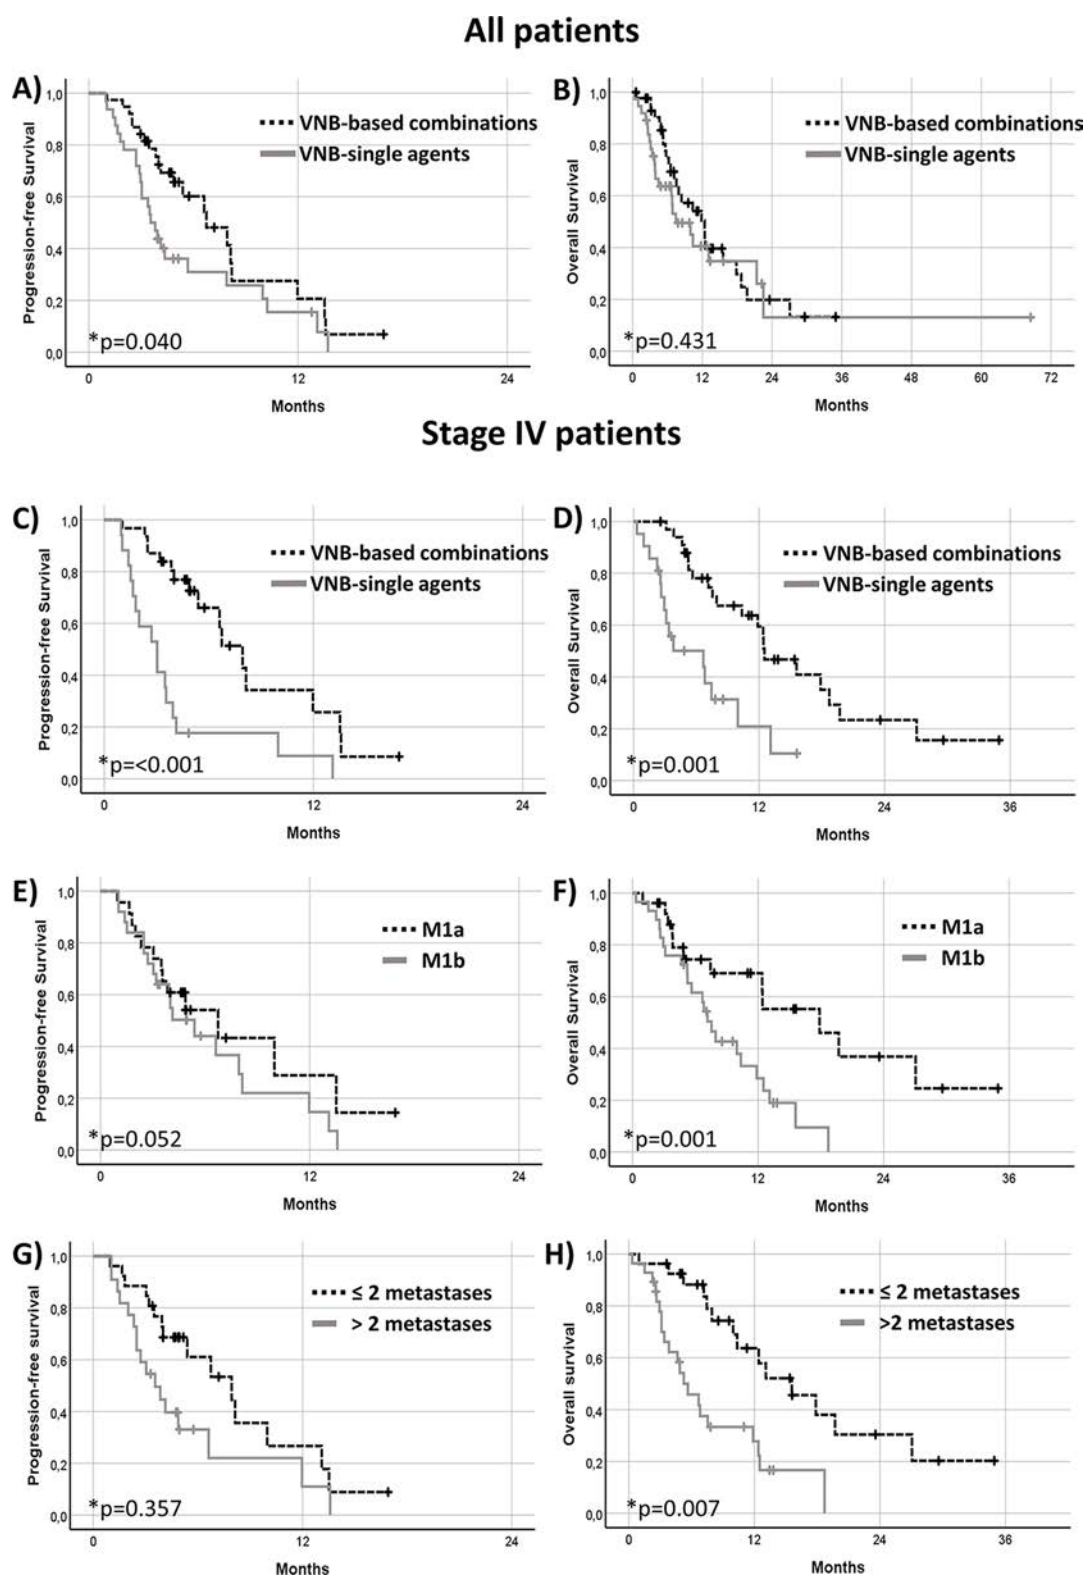 All patients
A)
Progression-free Survival
1,0
0,8
0,6
0,4
0,2
0,0
VNB-based combinations
VNB-single agents
*p=0.040
0 12 24
Months
B)
Overall Survival
1,0
0,8
0,6
0,4
0,2
0,0
VNB-based combinations
VNB-single agents
*p=0.431
0 12 24 36 48 60 72
Months
Stage IV patients
C)
Progression-free Survival
1,0
0,8
0,6
0,4
0,2
0,0
VNB-based combinations
VNB-single agents
*p=<0.001
0 12 24
Months
D)
Overall Survival
1,0
0,8
0,6
0,4
0,2
0,0
VNB-based combinations
VNB-single agents
*p=0.001
0 12 24 36
Months
E)
Progression-free Survival
1,0
0,8
0,6
0,4
0,2
0,0
M1a
M1b
*p=0.052
0 12 24
Months
F)
Overall Survival
1,0
0,8
0,6
0,4
0,2
0,0
M1a
M1b
*p=0.001
0 12 24 36
Months
G)
Progression-free survival
1,0
0,8
0,6
0,4
0,2
0,0
≤ 2 metastases
> 2 metastases
*p=0.357
0 12 24
Months
H)
Overall survival
1,0
0,8
0,6
0,4
0,2
0,0
≤ 2 metastases
>2 metastases
*p=0.007
0 12 24 36
Months